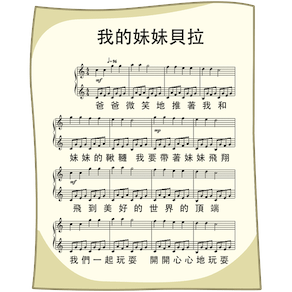 我的妹妹貝拉
爸爸微笑地推著我和
妹妹的鞦韆 我要帶著妹妹飛翔
飛到美好的世界的頂端
我們一起玩耍 開開心心地玩耍